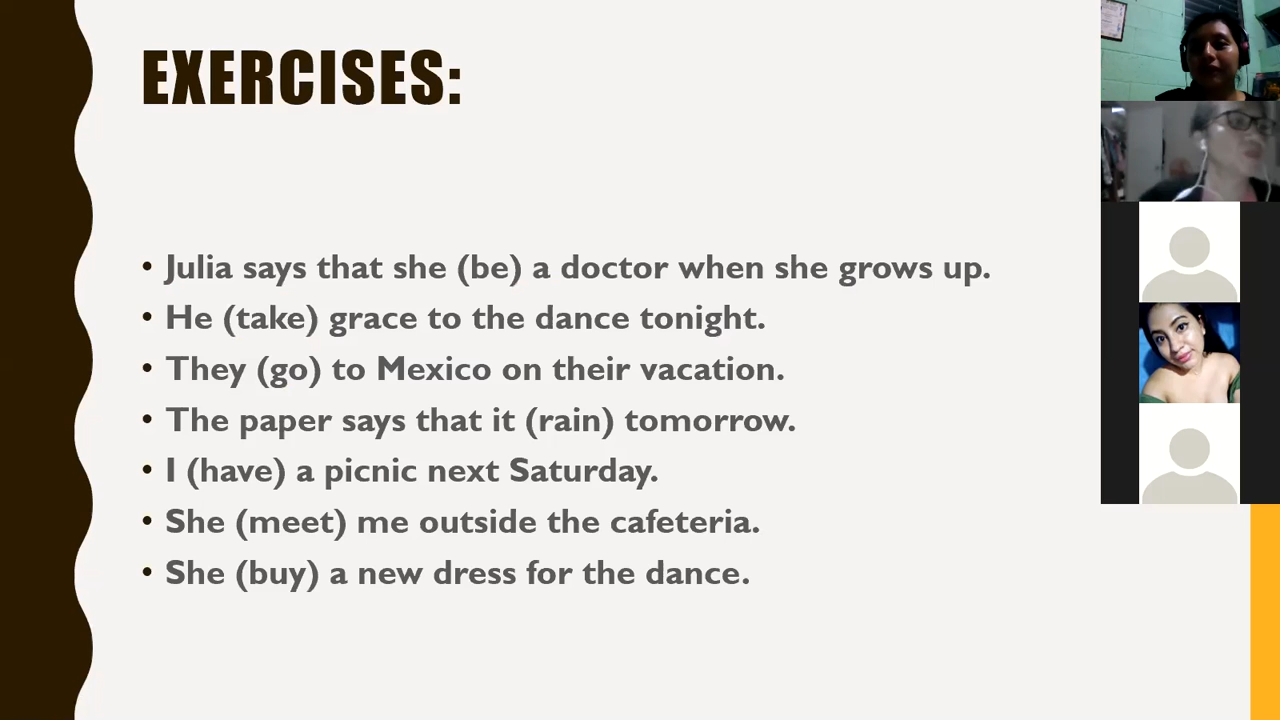 EXERCISES:
• Julia says that she (be) a doctor when she grows up.
• He (take) grace to the dance tonight.
• They (go) to Mexico on their vacation.
• The paper says that it (rain) tomorrow.
• I (have) a picnic next Saturday.
• She (meet) me outside the cafeteria.
• She (buy) a new dress for the dance.